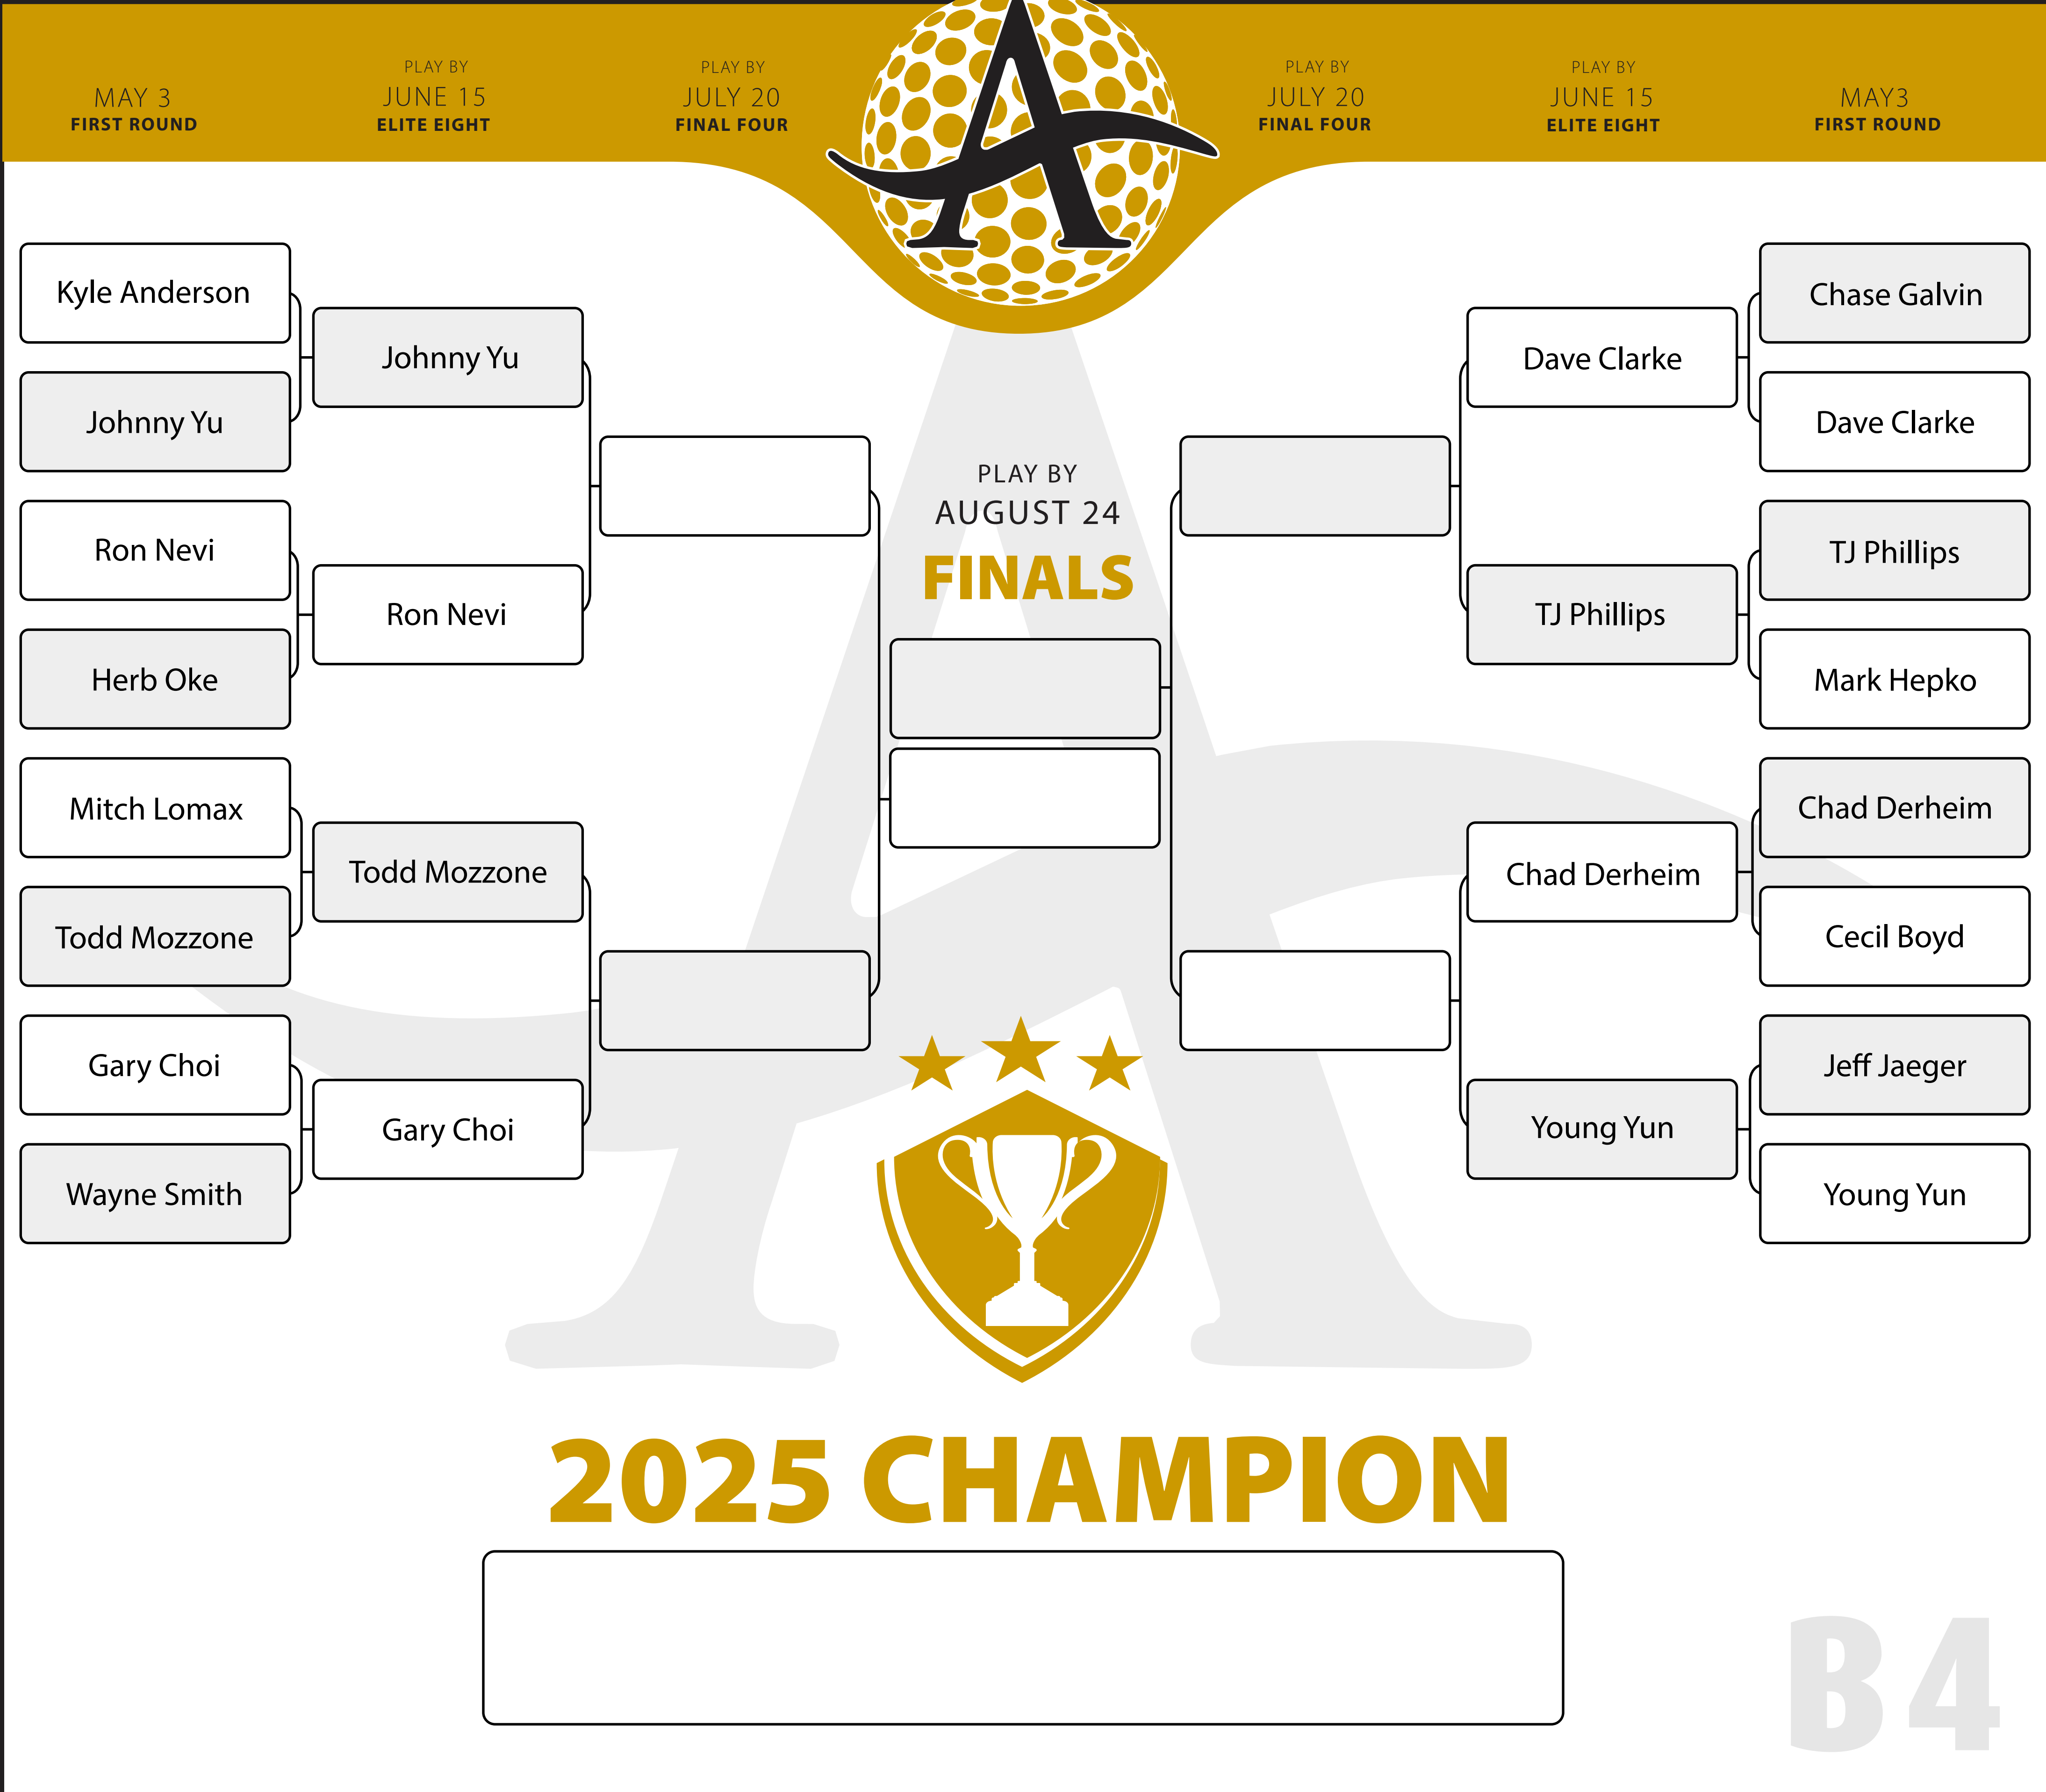 MAY 3
FIRST ROUND
PLAY BY
JUNE 15
ELITE EIGHT
PLAY BY
JULY 20
FINAL FOUR
A
PLAY BY
JULY 20
FINAL FOUR
PLAY BY
JUNE 15
ELITE EIGHT
MAY3
FIRST ROUND
Kyle Anderson
Johnny Yu
Ron Nevi
Herb Oke
Mitch Lomax
Todd Mozzone
Gary Choi
Wayne Smith
Johnny Yu
Ron Nevi
Todd Mozzone
Gary Choi
PLAY BY
AUGUST 24
FINALS
Dave Clarke
TJ Phillips
Chad Derheim
Young Yun
Chase Galvin
Dave Clarke
TJ Phillips
Mark Hepko
Chad Derheim
Cecil Boyd
Jeff Jaeger
Young Yun
2025 CHAMPION
B4